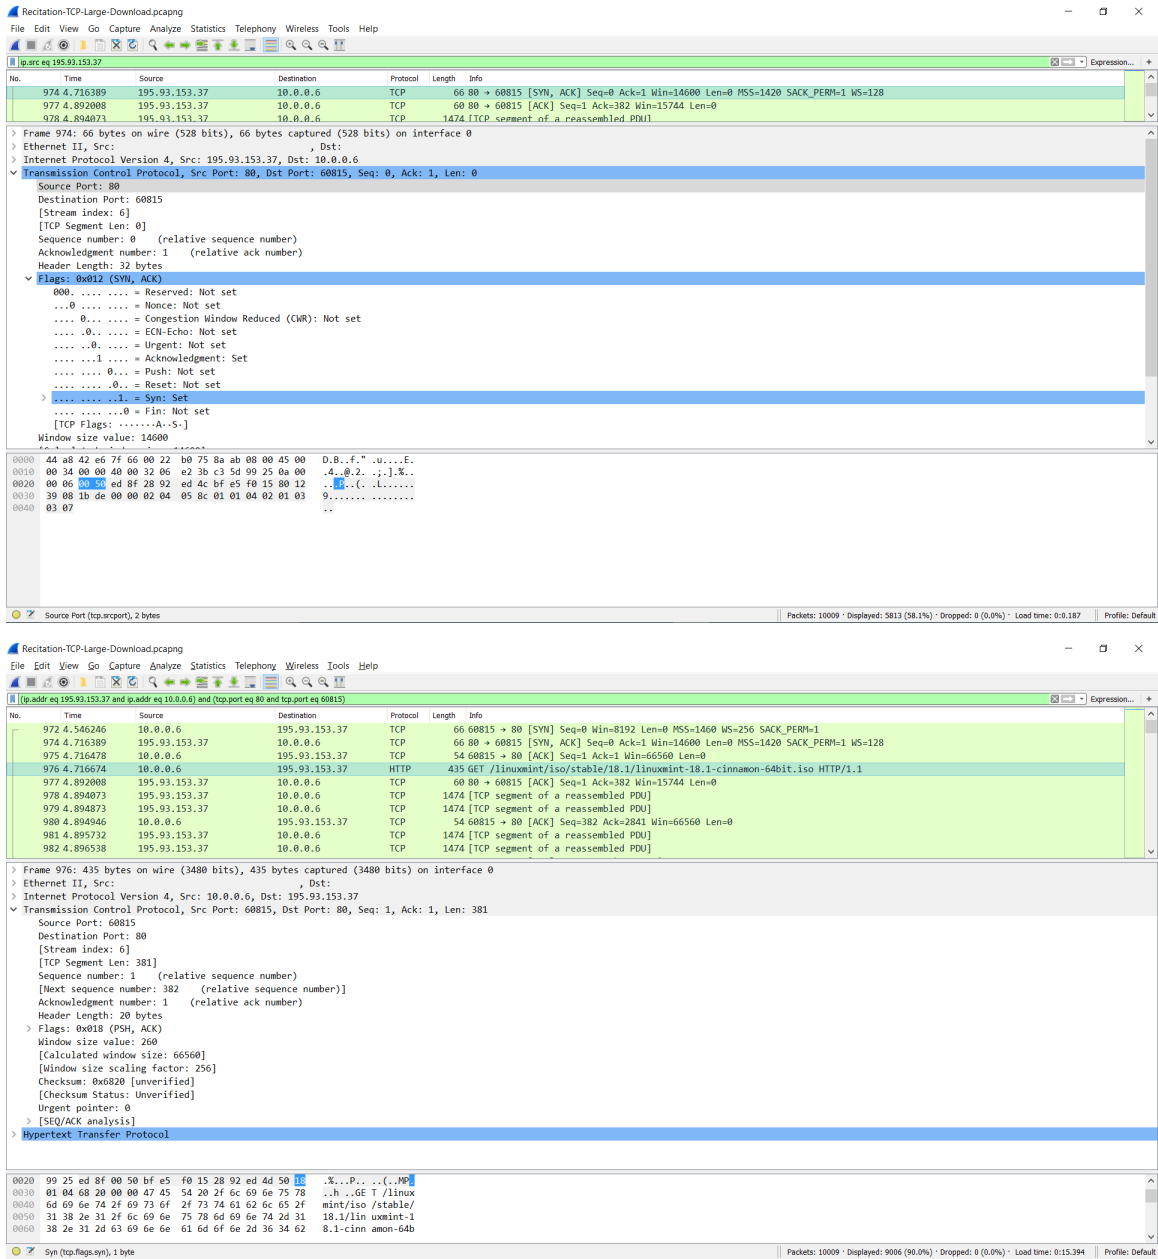 Recitation-TCP-Large-Download.pcapng
File Edit View Go Capture Analyze Statistics Telephony Wireless Tools Help
ip.src eq 195.93.153.37 Expression... +
No. Time Source Destination Protocol Length Info
974 4.716389 195.93.153.37 10.0.0.6 TCP 66 80 → 60815 [SYN, ACK] Seq=0 Ack=1 Win=14600 Len=0 MSS=1420 SACK_PERM=1 WS=128
977 4.892008 195.93.153.37 10.0.0.6 TCP 60 80 → 60815 [ACK] Seq=1 Ack=382 Win=15744 Len=0
978 4.894073 195.93.153.37 10.0.0.6 TCP 1474 [TCP segment of a reassembled PDU]
Frame 974: 66 bytes on wire (528 bits), 66 bytes captured (528 bits) on interface 0
Ethernet II, Src: , Dst:
Internet Protocol Version 4, Src: 195.93.153.37, Dst: 10.0.0.6
Transmission Control Protocol, Src Port: 80, Dst Port: 60815, Seq: 0, Ack: 1, Len: 0
Source Port: 80
Destination Port: 60815
[Stream index: 6]
[TCP Segment Len: 0]
Sequence number: 0 (relative sequence number)
Acknowledgment number: 1 (relative ack number)
Header Length: 32 bytes
Flags: 0x012 (SYN, ACK)
000. .... .... = Reserved: Not set
...0 .... .... = Nonce: Not set
.... 0... .... = Congestion Window Reduced (CWR): Not set
.... .0.. .... = ECN-Echo: Not set
.... ..0. .... = Urgent: Not set
.... ...1 .... = Acknowledgment: Set
.... .... 0... = Push: Not set
.... .... .0.. = Reset: Not set
.... .... ..1. = Syn: Set
.... .... ...0 = Fin: Not set
[TCP Flags: ·······A··S·]
Window size value: 14600
0000 44 a8 42 e6 7f 66 00 22 b0 75 8a ab 08 00 45 00 D.B..f." .u....E.
0010 00 34 00 00 40 00 32 06 e2 3b c3 5d 99 25 0a 00 .4..@.2. .;.].%..
0020 00 06 00 50 ed 8f 28 92 ed 4c bf e5 f0 15 80 12 ...P..(. .L......
0030 39 08 1b de 00 00 02 04 05 8c 01 01 04 02 01 03 9....... ........
0040 03 07 ..
Source Port (tcp.srcport), 2 bytes Packets: 10009 · Displayed: 5813 (58.1%) · Dropped: 0 (0.0%) · Load time: 0:0.187 Profile: Default
Recitation-TCP-Large-Download.pcapng
File Edit View Go Capture Analyze Statistics Telephony Wireless Tools Help
(ip.addr eq 195.93.153.37 and ip.addr eq 10.0.0.6) and (tcp.port eq 80 and tcp.port eq 60815) Expression... +
No. Time Source Destination Protocol Length Info
972 4.546246 10.0.0.6 195.93.153.37 TCP 66 60815 → 80 [SYN] Seq=0 Win=8192 Len=0 MSS=1460 WS=256 SACK_PERM=1
974 4.716389 195.93.153.37 10.0.0.6 TCP 66 80 → 60815 [SYN, ACK] Seq=0 Ack=1 Win=14600 Len=0 MSS=1420 SACK_PERM=1 WS=128
975 4.716478 10.0.0.6 195.93.153.37 TCP 54 60815 → 80 [ACK] Seq=1 Ack=1 Win=66560 Len=0
976 4.716674 10.0.0.6 195.93.153.37 HTTP 435 GET /linuxmint/iso/stable/18.1/linuxmint-18.1-cinnamon-64bit.iso HTTP/1.1
977 4.892008 195.93.153.37 10.0.0.6 TCP 60 80 → 60815 [ACK] Seq=1 Ack=382 Win=15744 Len=0
978 4.894073 195.93.153.37 10.0.0.6 TCP 1474 [TCP segment of a reassembled PDU]
979 4.894873 195.93.153.37 10.0.0.6 TCP 1474 [TCP segment of a reassembled PDU]
980 4.894946 10.0.0.6 195.93.153.37 TCP 54 60815 → 80 [ACK] Seq=382 Ack=2841 Win=66560 Len=0
981 4.895732 195.93.153.37 10.0.0.6 TCP 1474 [TCP segment of a reassembled PDU]
982 4.896538 195.93.153.37 10.0.0.6 TCP 1474 [TCP segment of a reassembled PDU]
Frame 976: 435 bytes on wire (3480 bits), 435 bytes captured (3480 bits) on interface 0
Ethernet II, Src: , Dst:
Internet Protocol Version 4, Src: 10.0.0.6, Dst: 195.93.153.37
Transmission Control Protocol, Src Port: 60815, Dst Port: 80, Seq: 1, Ack: 1, Len: 381
Source Port: 60815
Destination Port: 80
[Stream index: 6]
[TCP Segment Len: 381]
Sequence number: 1 (relative sequence number)
[Next sequence number: 382 (relative sequence number)]
Acknowledgment number: 1 (relative ack number)
Header Length: 20 bytes
Flags: 0x018 (PSH, ACK)
Window size value: 260
[Calculated window size: 66560]
[Window size scaling factor: 256]
Checksum: 0x6820 [unverified]
[Checksum Status: Unverified]
Urgent pointer: 0
[SEQ/ACK analysis]
Hypertext Transfer Protocol
0020 99 25 ed 8f 00 50 bf e5 f0 15 28 92 ed 4d 50 18 .%...P.. ..(..MP.
0030 01 04 68 20 00 00 47 45 54 20 2f 6c 69 6e 75 78 ..h ..GE T /linux
0040 6d 69 6e 74 2f 69 73 6f 2f 73 74 61 62 6c 65 2f mint/iso /stable/
0050 31 38 2e 31 2f 6c 69 6e 75 78 6d 69 6e 74 2d 31 18.1/lin uxmint-1
0060 38 2e 31 2d 63 69 6e 6e 61 6d 6f 6e 2d 36 34 62 8.1-cinn amon-64b
Syn (tcp.flags.syn), 1 byte Packets: 10009 · Displayed: 9006 (90.0%) · Dropped: 0 (0.0%) · Load time: 0:15.394 Profile: Default